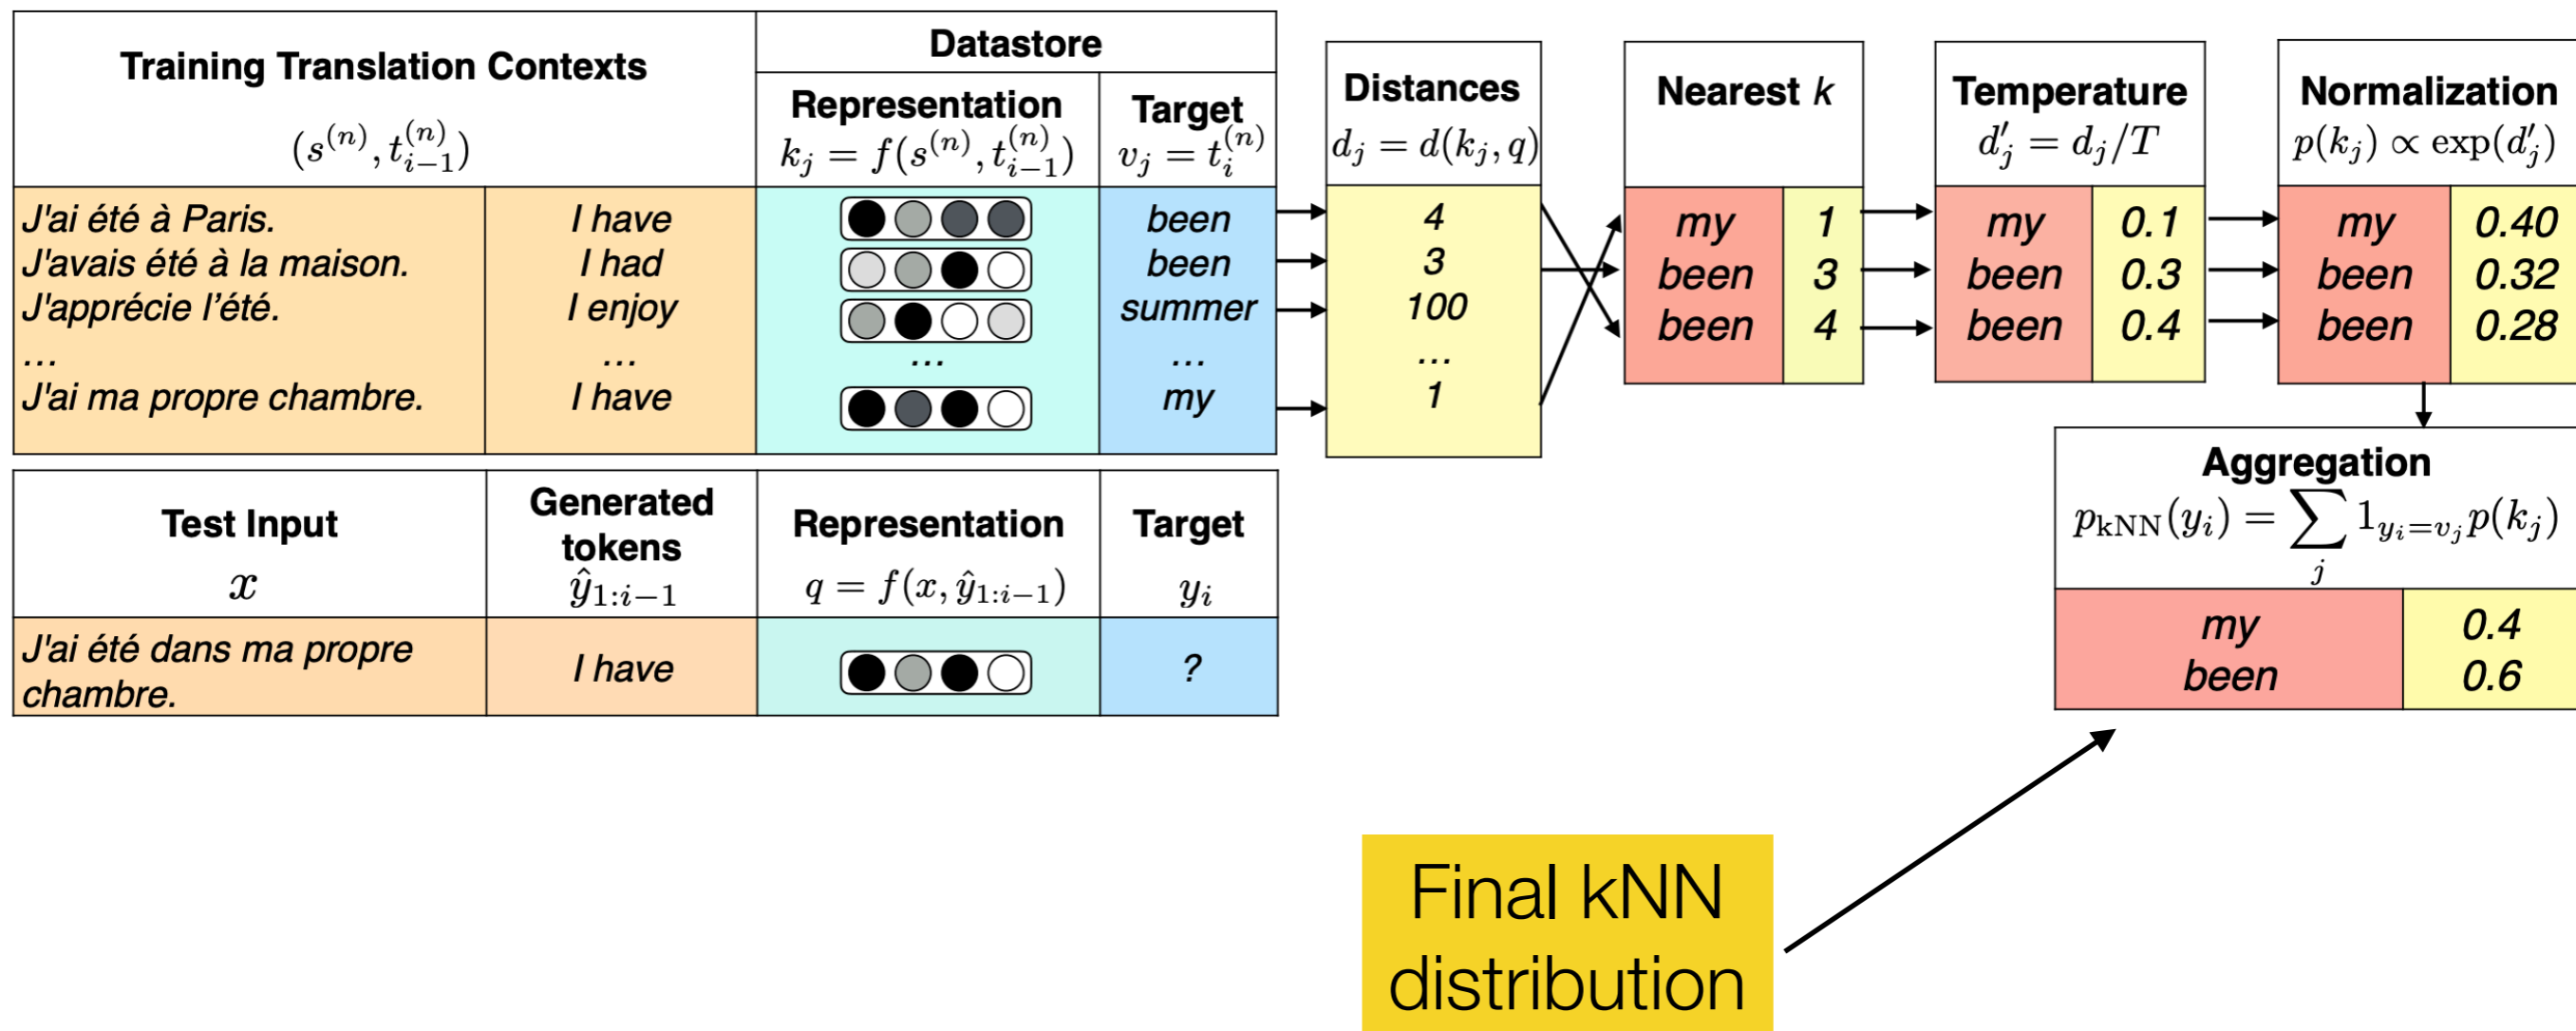 Training Translation Contexts
(s^{(n)}, t_{i-1}^{(n)})
Datastore
Representation
k_j = f(s^{(n)}, t_{i-1}^{(n)})
Target
v_j = t_i^{(n)}
J'ai été à Paris. I have been
J'avais été à la maison. I had been
J'apprécie l'été. I enjoy summer
... ... ... ...
J'ai ma propre chambre. I have my
Distances
d_j = d(k_j, q)
4
3
100
...
1
Nearest k
my 1
been 3
been 4
Temperature
d'_j = d_j/T
my 0.1
been 0.3
been 0.4
Normalization
p(k_j) ∝ exp(d'_j)
my 0.40
been 0.32
been 0.28
Aggregation
p_{kNN}(y_i) = ∑_j 1_{y_i=v_j} p(k_j)
my 0.4
been 0.6
Test Input
x
Generated
tokens
ŷ_{1:i−1}
Representation
q = f(x, ŷ_{1:i−1})
Target
y_i
J'ai été dans ma propre
chambre.
I have
?
Final kNN
distribution